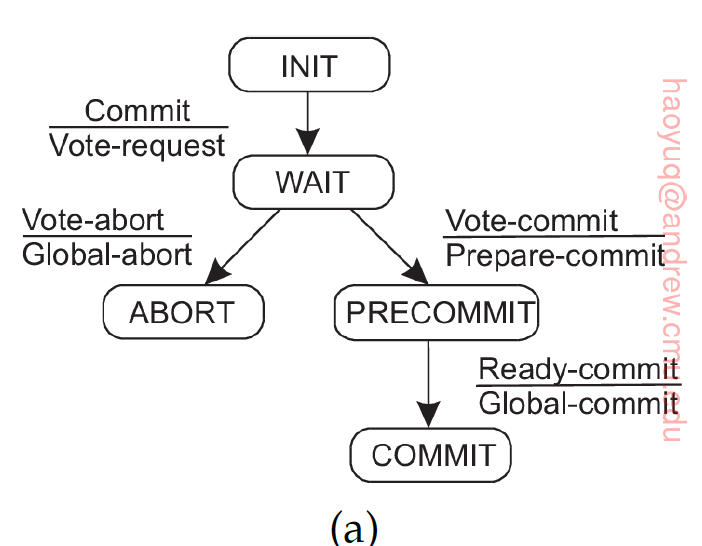 INIT
Commit
Vote-request
WAIT
Vote-abort
Global-abort
Vote-commit
Prepare-commit
ABORT
PRECOMMIT
Ready-commit
Global-commit
COMMIT
(a)
haoyuq@andrew.cmu.edu